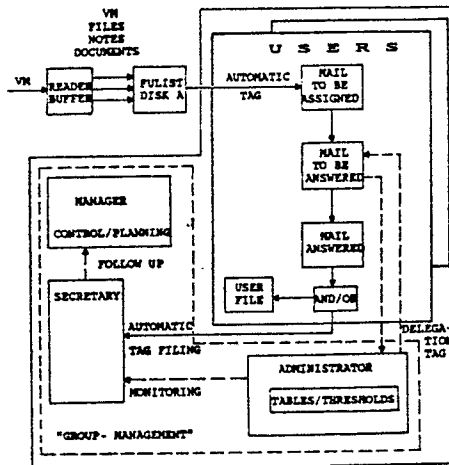 VM
FILES
NOTES
DOCUMENTS
VM
READER
BUFFER
FULIST
DISK A
AUTOMATIC
TAG
U S E R S
MAIL
TO BE
ASSIGNED
MAIL
TO BE
ANSWERED
MAIL
ANSWERED
USER
FILE
AND/OR
MANAGER
CONTROL/PLANNING
FOLLOW UP
SECRETARY
AUTOMATIC
TAG FILING
MONITORING
DELEGA-
TION
TAG
ADMINISTRATOR
TABLES/THRESHOLDS
"GROUP- MANAGEMENT"